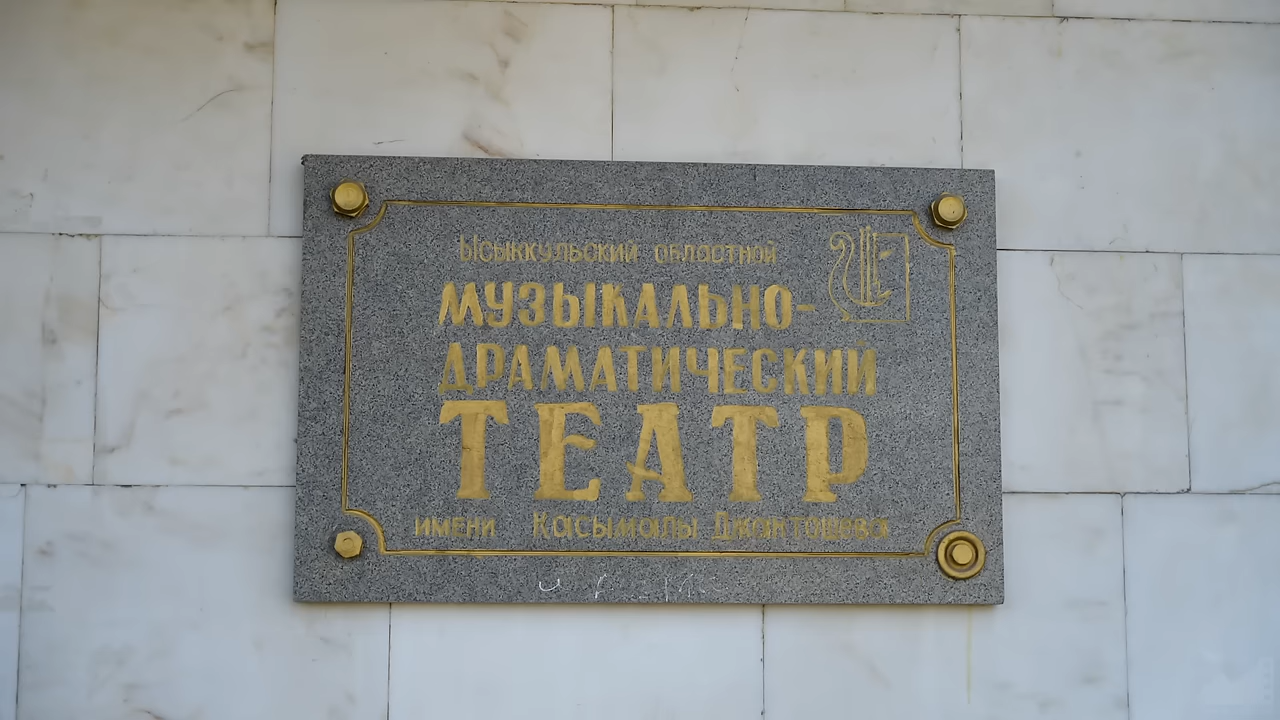 Ысыккульский областной
МУЗЫКАЛЬНО-
ДРАМАТИЧЕСКИЙ
ТЕАТР
имени Касымалы Джантошева